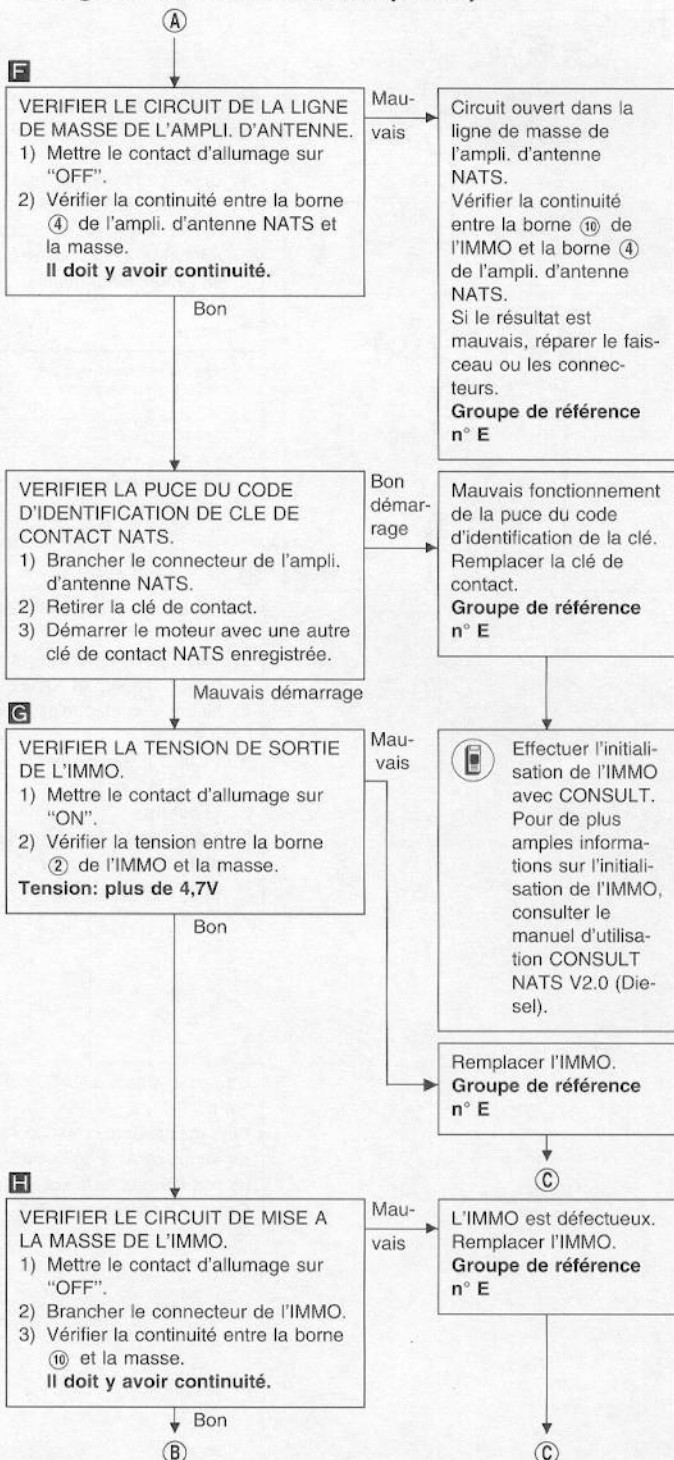 A
F
VERIFIER LE CIRCUIT DE LA LIGNE
DE MASSE DE L'AMPLI. D'ANTENNE.
1) Mettre le contact d'allumage sur
"OFF".
2) Vérifier la continuité entre la borne
④ de l'ampli. d'antenne NATS et
la masse.
Il doit y avoir continuité.
Mau-
vais
Circuit ouvert dans la
ligne de masse de
l'ampli. d'antenne
NATS.
Vérifier la continuité
entre la borne ⑩ de
l'IMMO et la borne ④
de l'ampli. d'antenne
NATS.
Si le résultat est
mauvais, réparer le fais-
ceau ou les connec-
teurs.
Groupe de référence
n° E
Bon
VERIFIER LA PUCE DU CODE
D'IDENTIFICATION DE CLE DE
CONTACT NATS.
1) Brancher le connecteur de l'ampli.
d'antenne NATS.
2) Retirer la clé de contact.
3) Démarrer le moteur avec une autre
clé de contact NATS enregistrée.
Bon
démar-
rage
Mauvais fonctionnement
de la puce du code
d'identification de la clé.
Remplacer la clé de
contact.
Groupe de référence
n° E
Mauvais démarrage
G
VERIFIER LA TENSION DE SORTIE
DE L'IMMO.
1) Mettre le contact d'allumage sur
"ON".
2) Vérifier la tension entre la borne
② de l'IMMO et la masse.
Tension: plus de 4,7V
Mau-
vais
Effectuer l'initiali-
sation de l'IMMO
avec CONSULT.
Pour de plus
amples informa-
tions sur l'initiali-
sation de l'IMMO,
consulter le
manuel d'utilisa-
tion CONSULT
NATS V2.0 (Die-
sel).
Bon
Remplacer l'IMMO.
Groupe de référence
n° E
C
H
VERIFIER LE CIRCUIT DE MISE A
LA MASSE DE L'IMMO.
1) Mettre le contact d'allumage sur
"OFF".
2) Brancher le connecteur de l'IMMO.
3) Vérifier la continuité entre la borne
⑩ et la masse.
Il doit y avoir continuité.
Mau-
vais
L'IMMO est défectueux.
Remplacer l'IMMO.
Groupe de référence
n° E
Bon
B
C